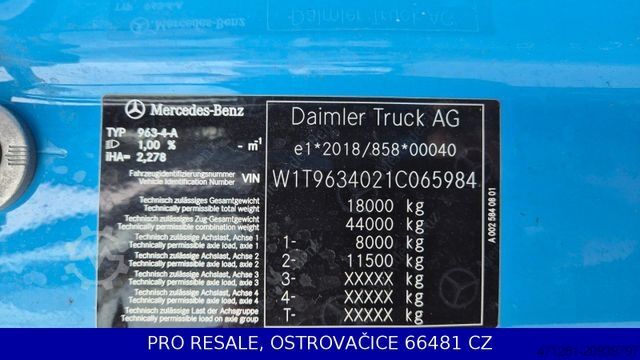 Mercedes-Benz
TYP 963-4-A
1,00 % - m⁻¹
iHA= 2,278
Daimler Truck AG
e1*2018/858*00040
Fahrzeugidentifizierungsnummer
Vehicle Identification Number VIN W1T9634021C065984
Technisch zulässiges Gesamtgewicht
Technically permissible total weight 18000 kg
Technisch zulässiges Zug-Gesamtgewicht
Technically permissible combination weight 44000 kg
Technisch zulässige Achslast, Achse 1
Technically permissible axle load, axle 1 1- 8000 kg
Technisch zulässige Achslast, Achse 2
Technically permissible axle load, axle 2 2- 11500 kg
Technisch zulässige Achslast, Achse 3
Technically permissible axle load, axle 3 3- XXXXX kg
Technisch zulässige Achslast, Achse 4
Technically permissible axle load, axle 4 4- XXXXX kg
Technisch zulässige Last der Achsgruppe
Technically permissible load on axle group T- XXXXX kg
A 002 584 08 01
PRO RESALE, OSTROVAČICE 66481 CZ